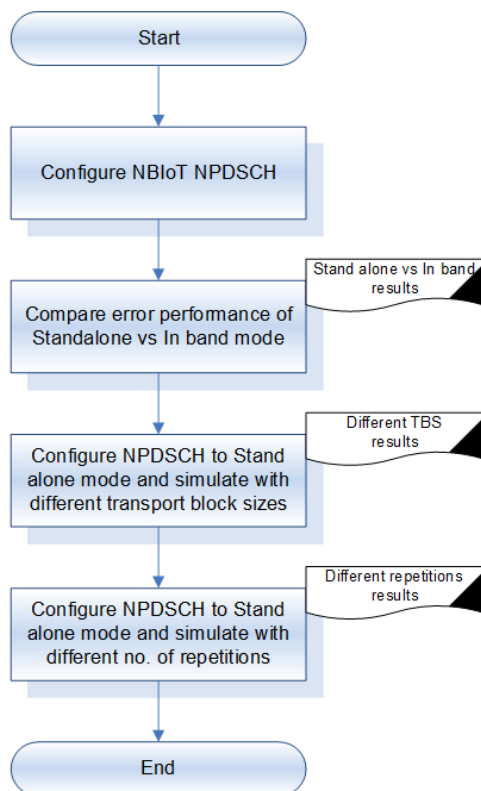 Start
Configure NBIoT NPDSCH
Stand alone vs In band
results
Compare error performance of
Standalone vs In band mode
Different TBS
results
Configure NPDSCH to Stand
alone mode and simulate with
different transport block sizes
Different repetitions
results
Configure NPDSCH to Stand
alone mode and simulate with
different no. of repetitions
End